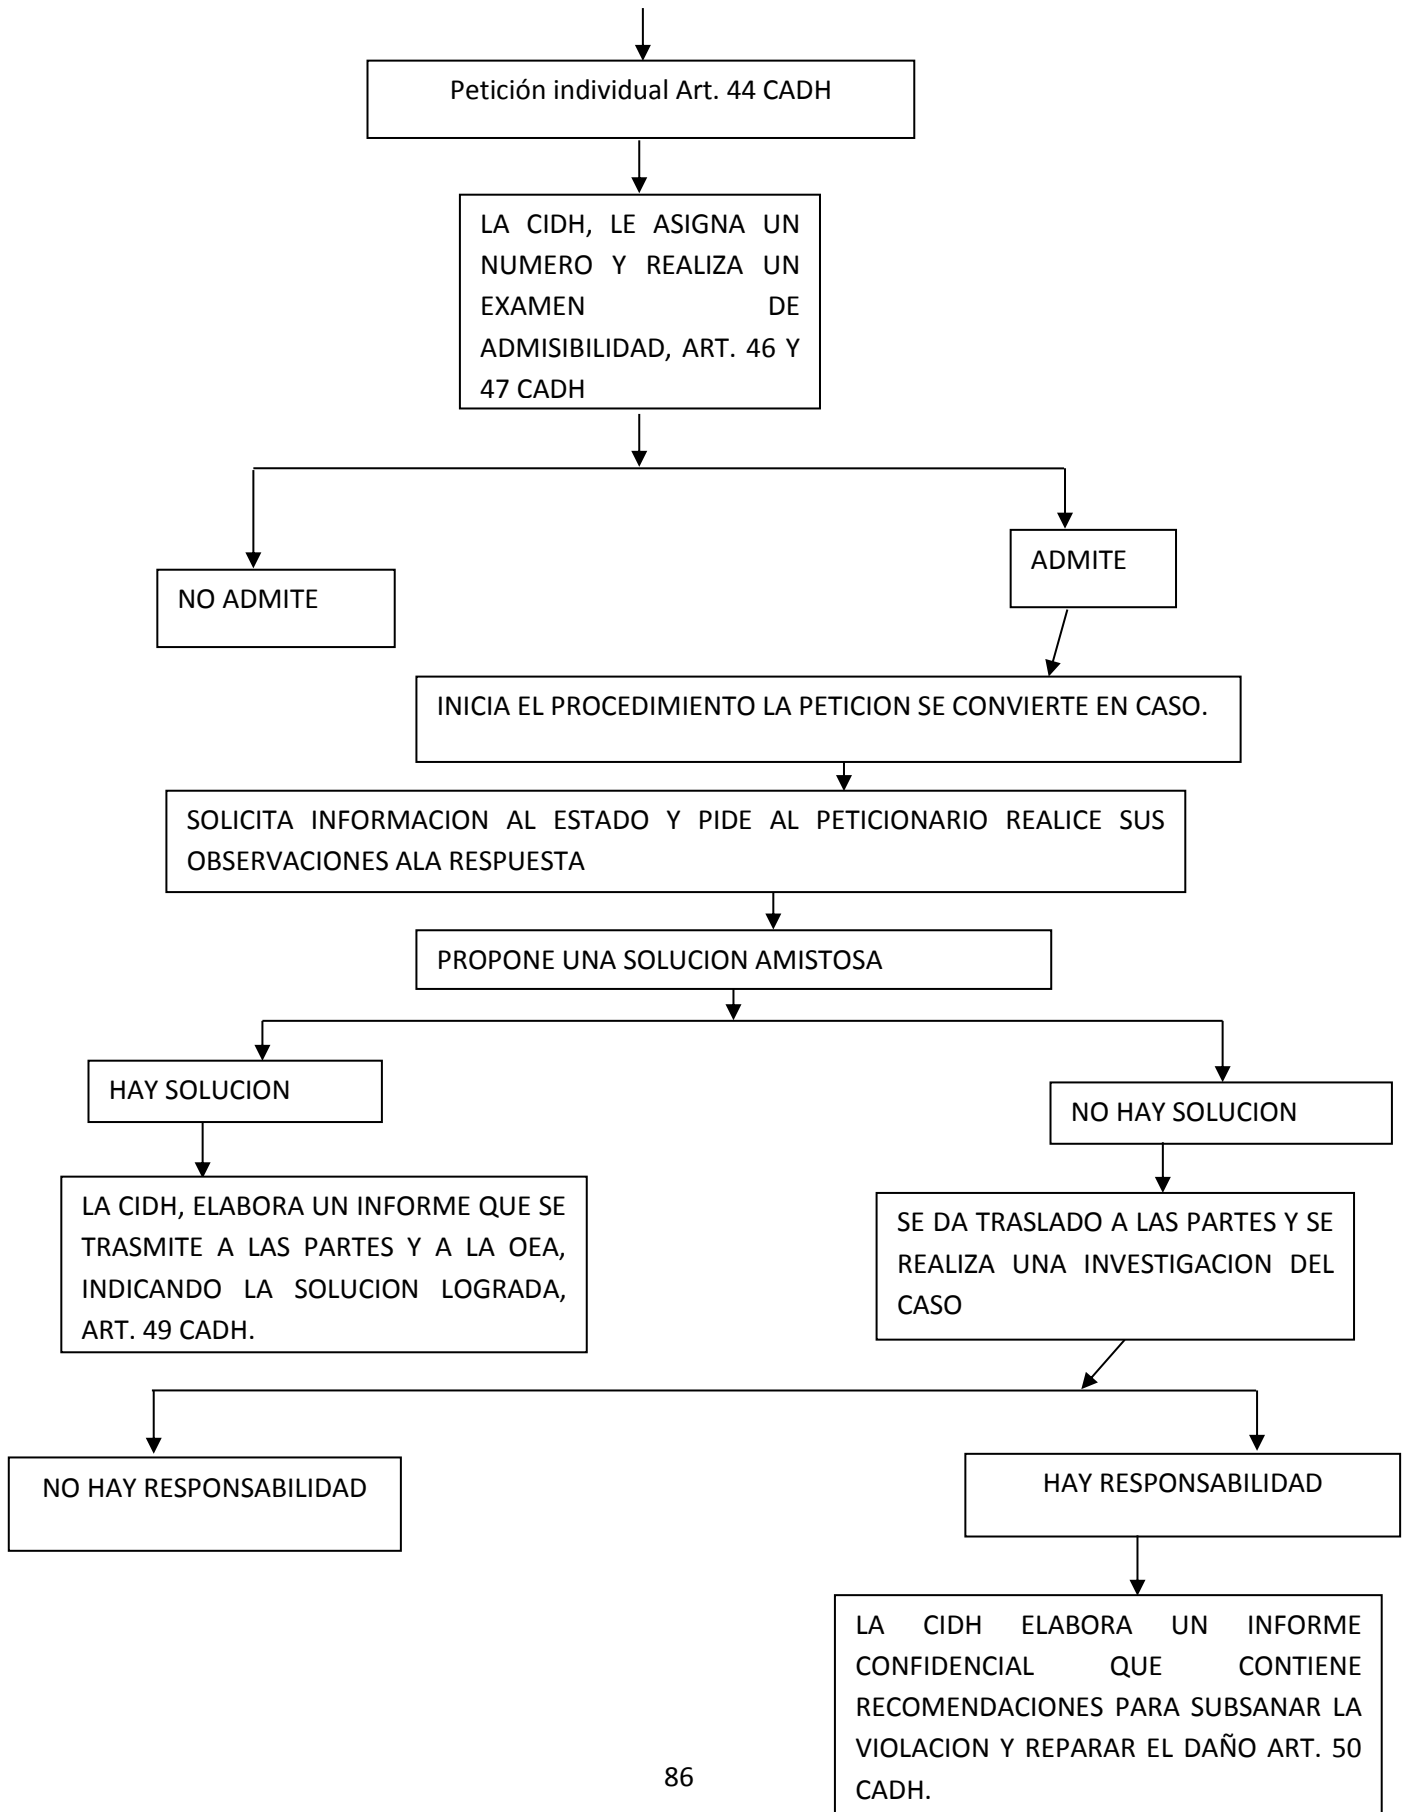 Petición individual Art. 44 CADH
LA CIDH, LE ASIGNA UN
NUMERO Y REALIZA UN
EXAMEN DE
ADMISIBILIDAD, ART. 46 Y
47 CADH
NO ADMITE
ADMITE
INICIA EL PROCEDIMIENTO LA PETICION SE CONVIERTE EN CASO.
SOLICITA INFORMACION AL ESTADO Y PIDE AL PETICIONARIO REALICE SUS
OBSERVACIONES ALA RESPUESTA
PROPONE UNA SOLUCION AMISTOSA
HAY SOLUCION
NO HAY SOLUCION
LA CIDH, ELABORA UN INFORME QUE SE
TRASMITE A LAS PARTES Y A LA OEA,
INDICANDO LA SOLUCION LOGRADA,
ART. 49 CADH.
SE DA TRASLADO A LAS PARTES Y SE
REALIZA UNA INVESTIGACION DEL
CASO
NO HAY RESPONSABILIDAD
HAY RESPONSABILIDAD
LA CIDH ELABORA UN INFORME
CONFIDENCIAL QUE CONTIENE
RECOMENDACIONES PARA SUBSANAR LA
VIOLACION Y REPARAR EL DAÑO ART. 50
CADH.
86